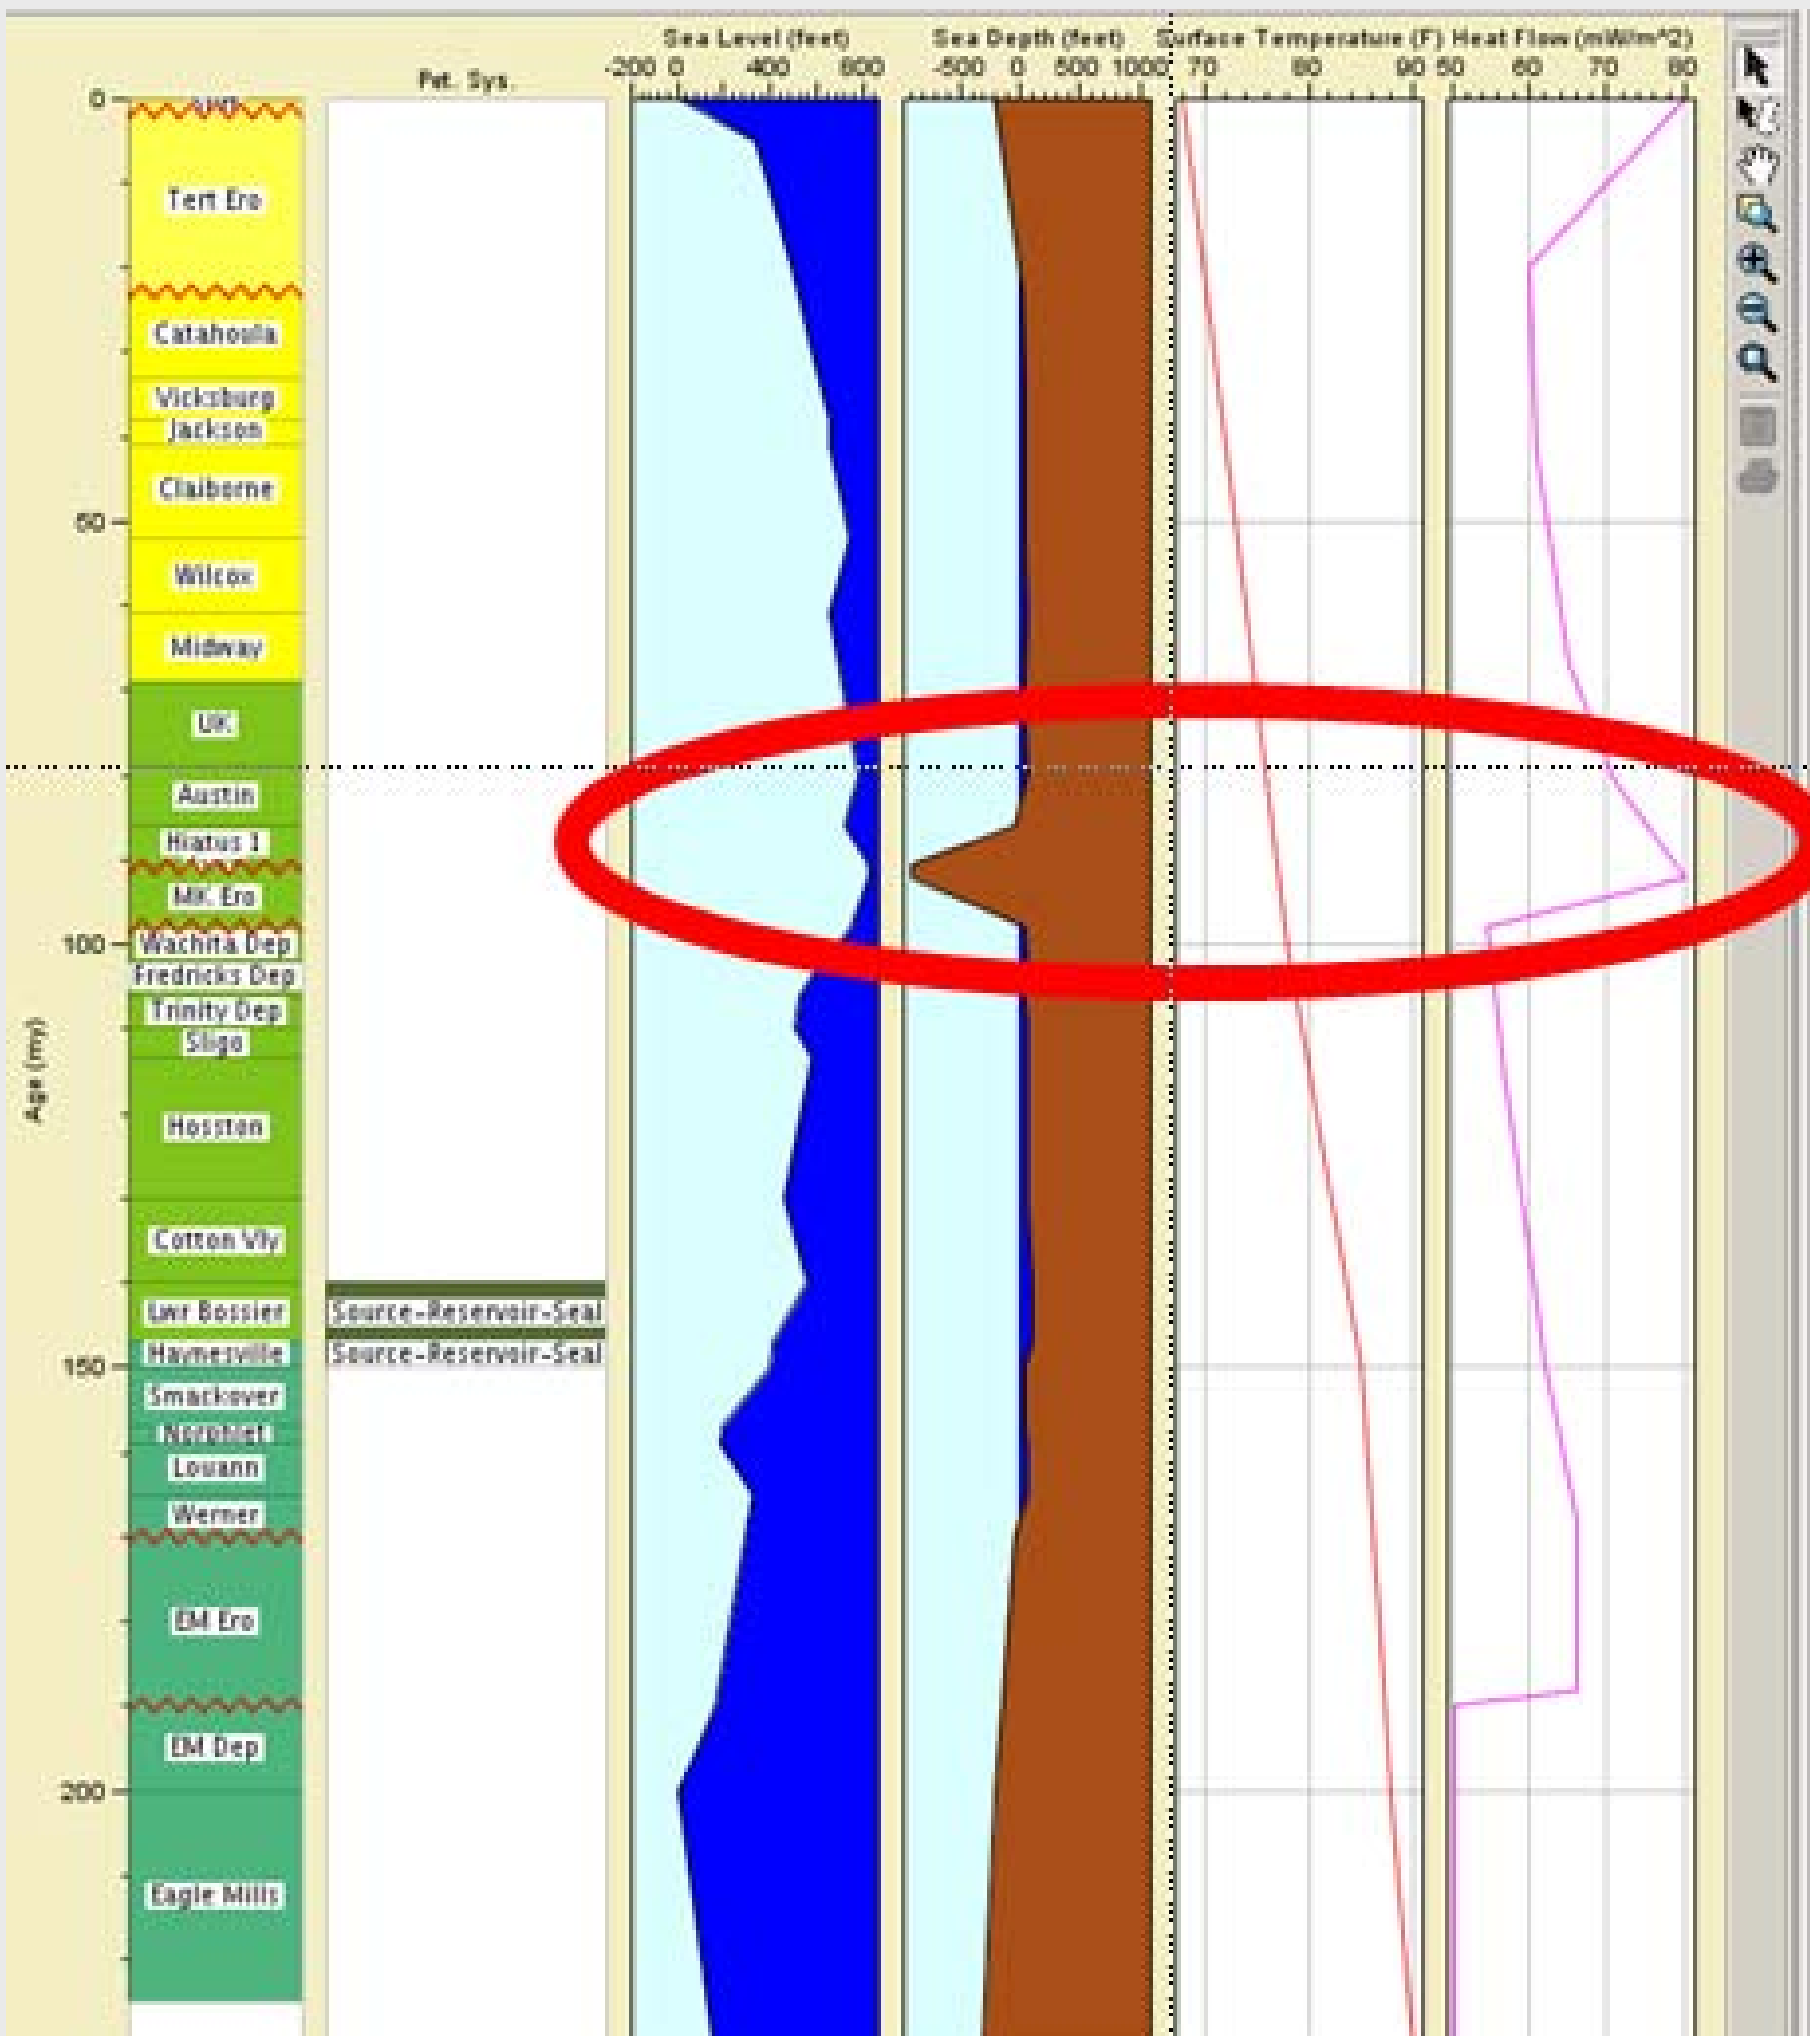 Sea Level (feet) Sea Depth (feet) Surface Temperature (F) Heat Flow (mW/m^2)
Pet. Sys.
-200 0 400 800 -500 0 500 1000 70 80 90 50 60 70 80
0
Tert Ero
Catahoula
Vicksburg
Jackson
Claiborne
50
Wilcox
Midway
UK
Austin
Hiatus 1
MK Ero
100
Wachita Dep
Fredricks Dep
Trinity Dep
Sligo
Age (my)
Hosston
Cotton Vly
Lwr Bossier Source-Reservoir-Seal
150 Haynesville Source-Reservoir-Seal
Smackover
Norphlet
Louann
Werner
EM Ero
EM Dep
200
Eagle Mills